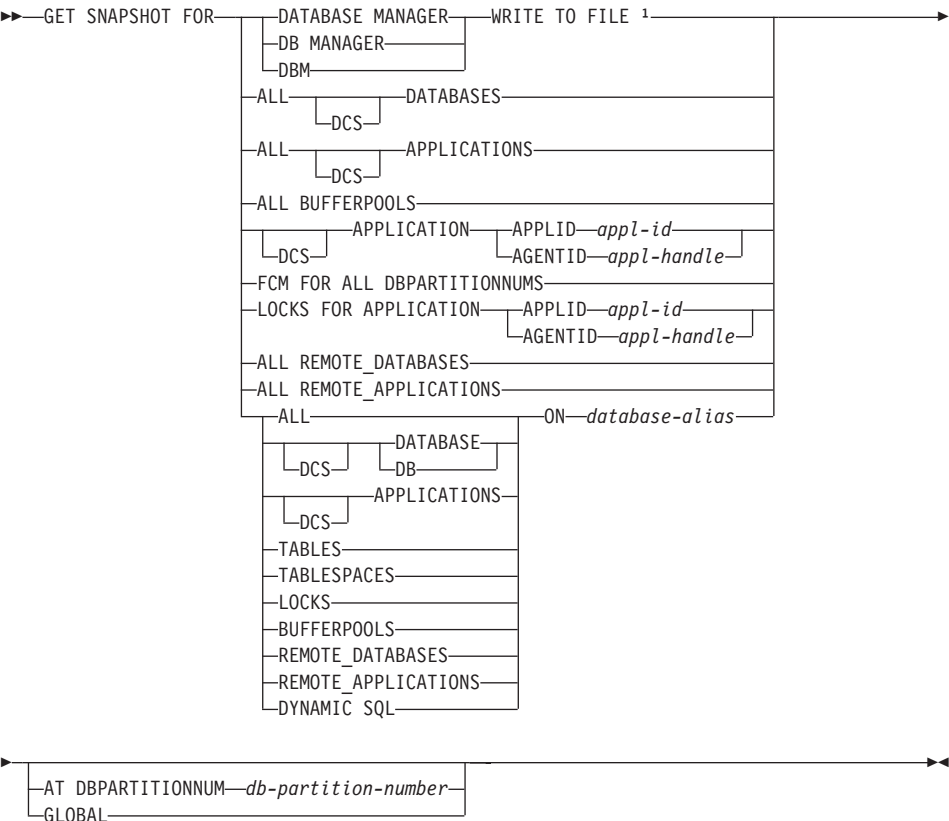 GET SNAPSHOT FOR DATABASE MANAGER WRITE TO FILE 1
DB MANAGER
DBM
ALL DATABASES
DCS
ALL APPLICATIONS
DCS
ALL BUFFERPOOLS
APPLICATION APPLID appl-id
DCS AGENTID appl-handle
FCM FOR ALL DBPARTITIONNUMS
LOCKS FOR APPLICATION APPLID appl-id
AGENTID appl-handle
ALL REMOTE_DATABASES
ALL REMOTE_APPLICATIONS
ALL ON database-alias
DATABASE
DCS DB
APPLICATIONS
DCS
TABLES
TABLESPACES
LOCKS
BUFFERPOOLS
REMOTE_DATABASES
REMOTE_APPLICATIONS
DYNAMIC SQL
AT DBPARTITIONNUM db-partition-number
GLOBAL